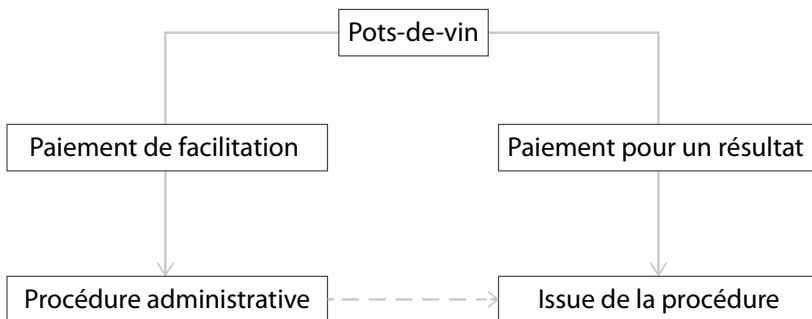 Pots-de-vin
Paiement de facilitation
Paiement pour un résultat
Procédure administrative
Issue de la procédure